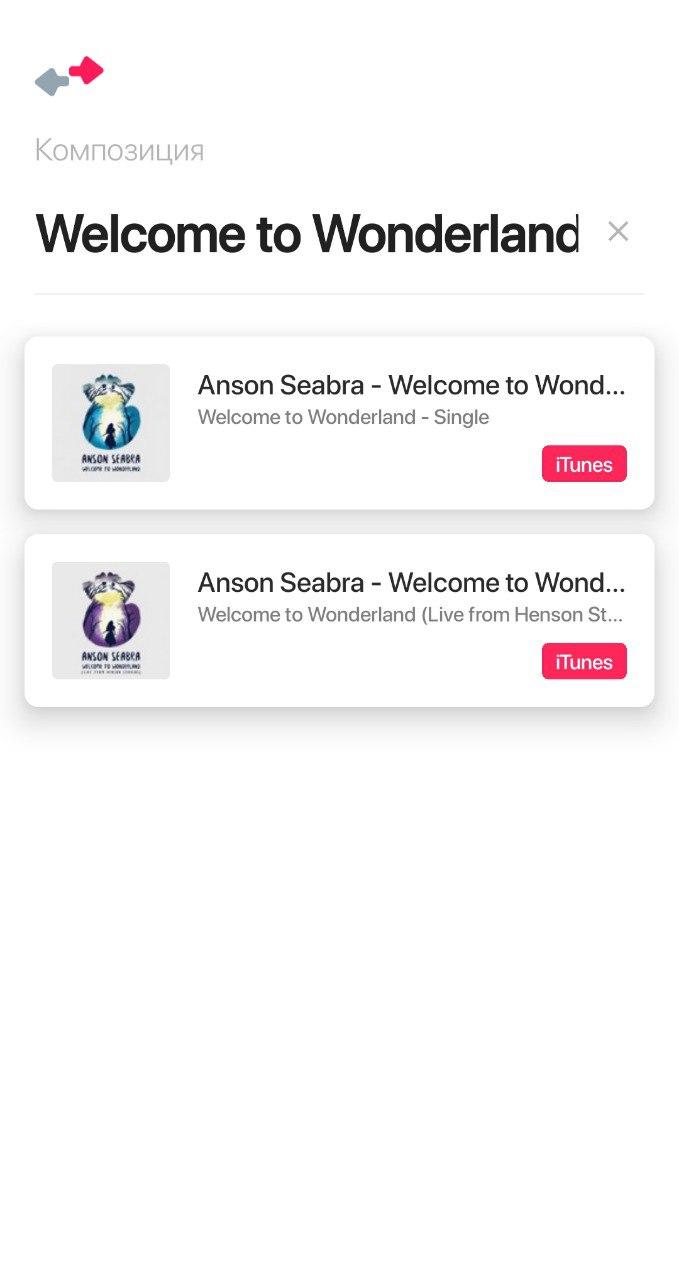 Композиция
Welcome to Wonderland
Anson Seabra - Welcome to Wond...
Welcome to Wonderland - Single
ANSON SEABRA
WELCOME TO WONDERLAND
iTunes
Anson Seabra - Welcome to Wond...
Welcome to Wonderland (Live from Henson St...
ANSON SEABRA
WELCOME TO WONDERLAND
iTunes